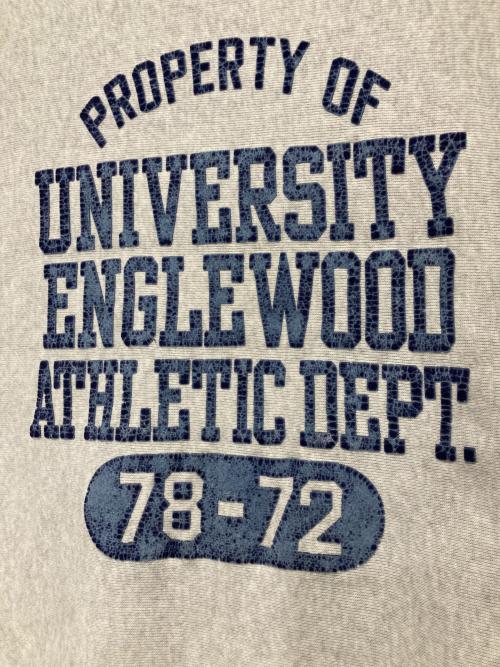 PROPERTY OF
UNIVERSITY
ENGLEWOOD
ATHLETIC DEPT.
78-72